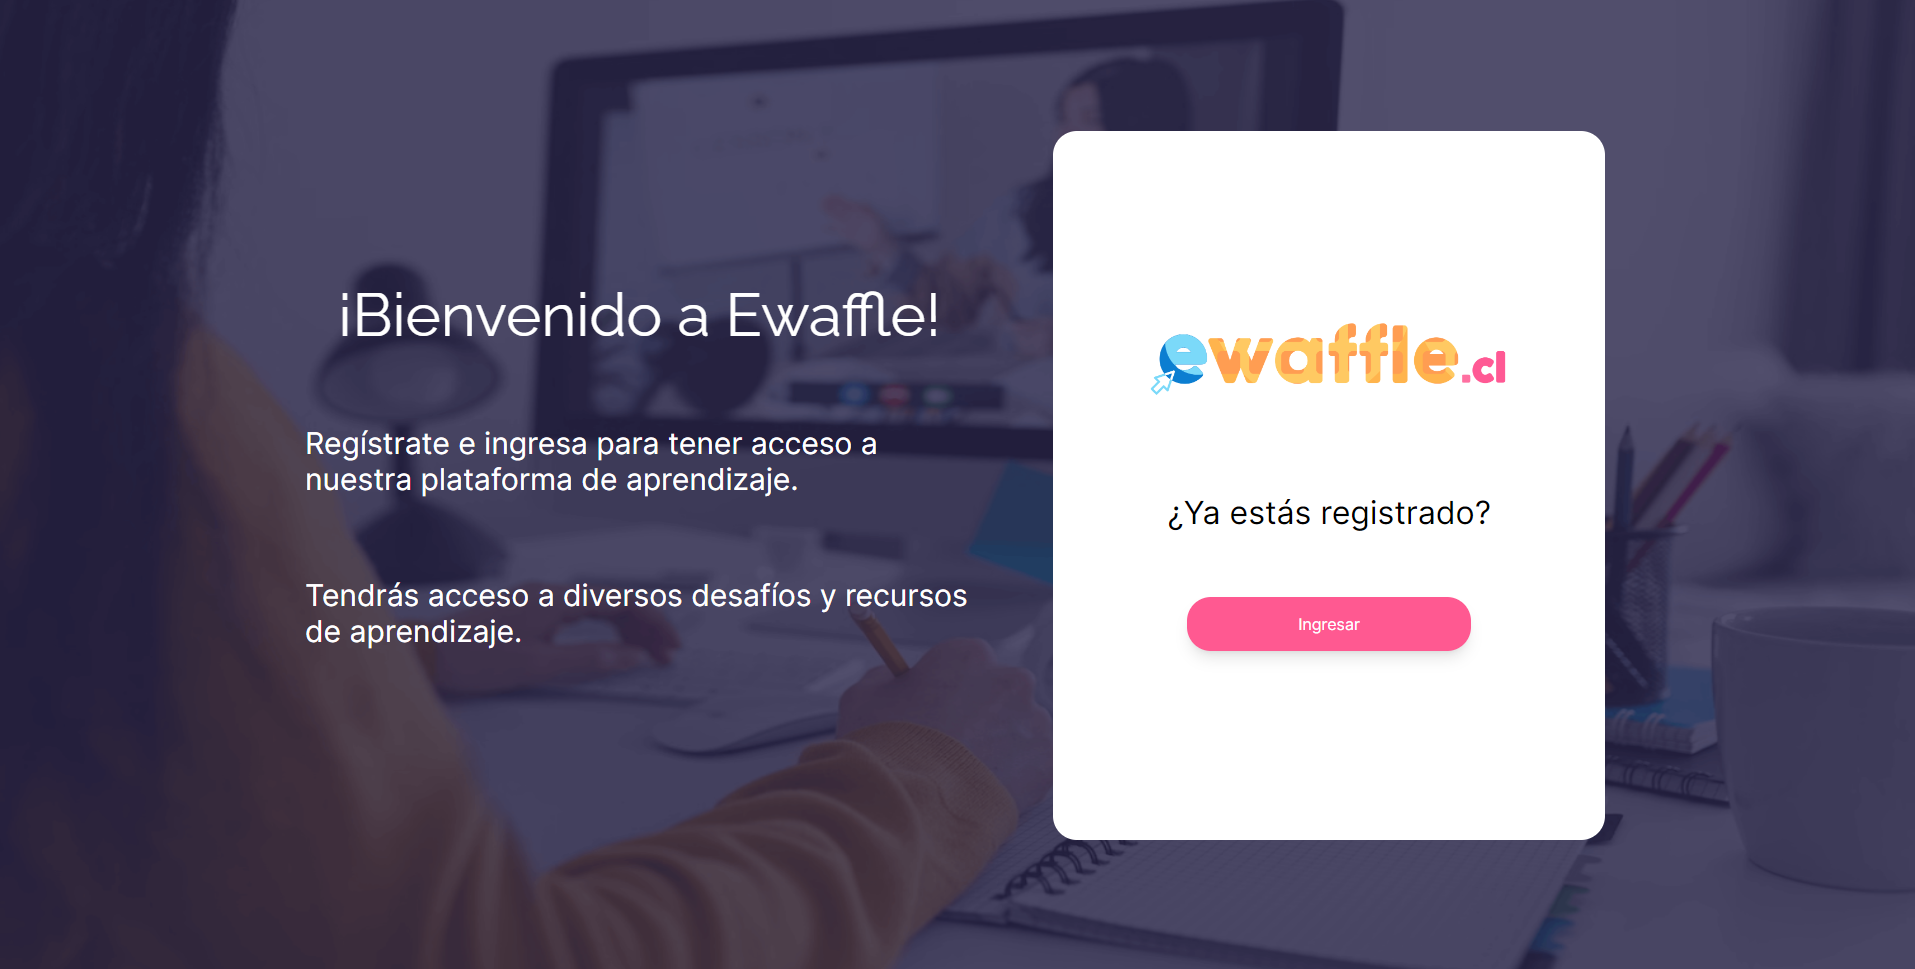 ¡Bienvenido a Ewaffle!
Regístrate e ingresa para tener acceso a
nuestra plataforma de aprendizaje.
Tendrás acceso a diversos desafíos y recursos
de aprendizaje.
ewaffle.cl
¿Ya estás registrado?
Ingresar